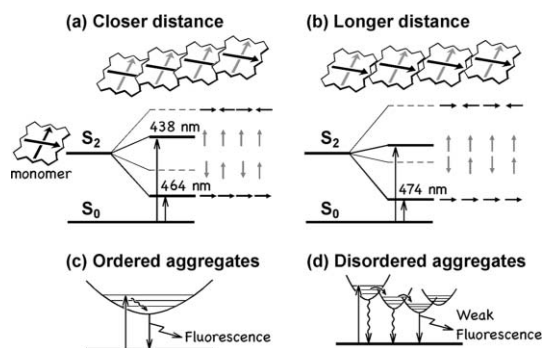 (a) Closer distance
(b) Longer distance
S2
438 nm
464 nm
monomer
S0
S2
474 nm
S0
(c) Ordered aggregates
(d) Disordered aggregates
Fluorescence
Weak
Fluorescence